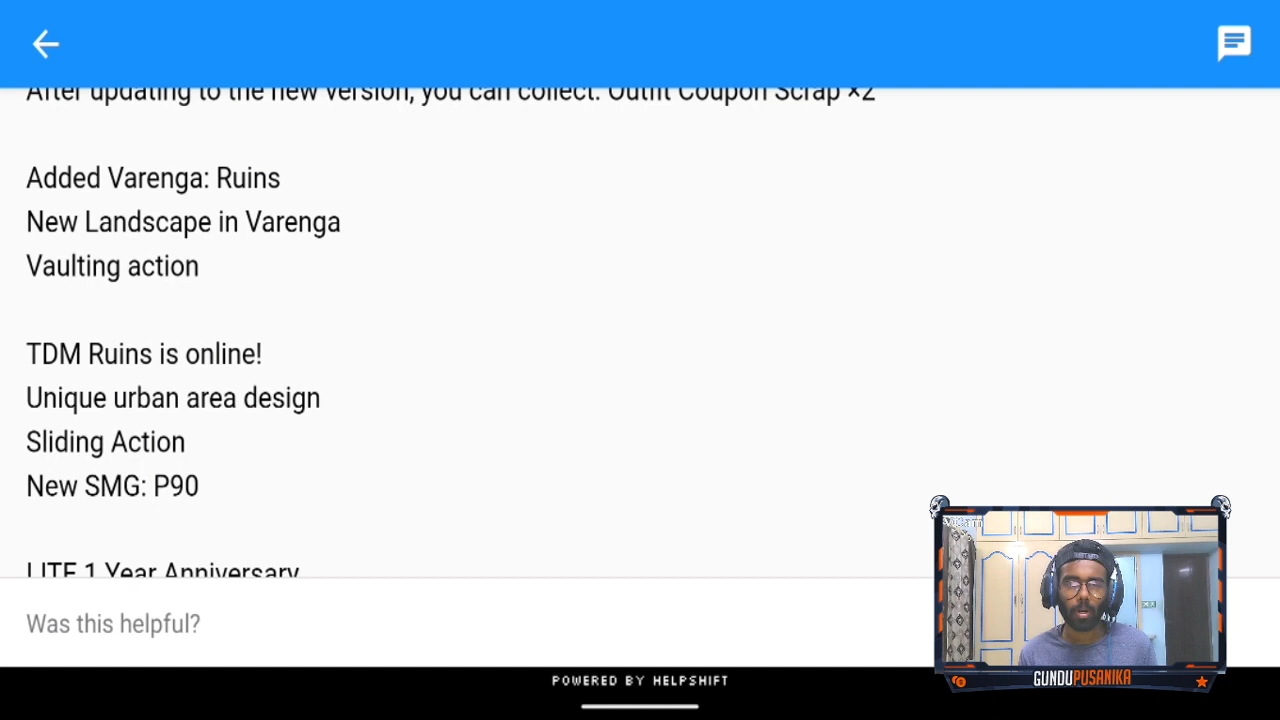 After updating to the new version, you can collect: Outfit Coupon Scrap ×2
Added Varenga: Ruins
New Landscape in Varenga
Vaulting action
TDM Ruins is online!
Unique urban area design
Sliding Action
New SMG: P90
LITE 1 Year Anniversary
Was this helpful?
POWERED BY HELPSHIFT
GUNDUPUSANIKA